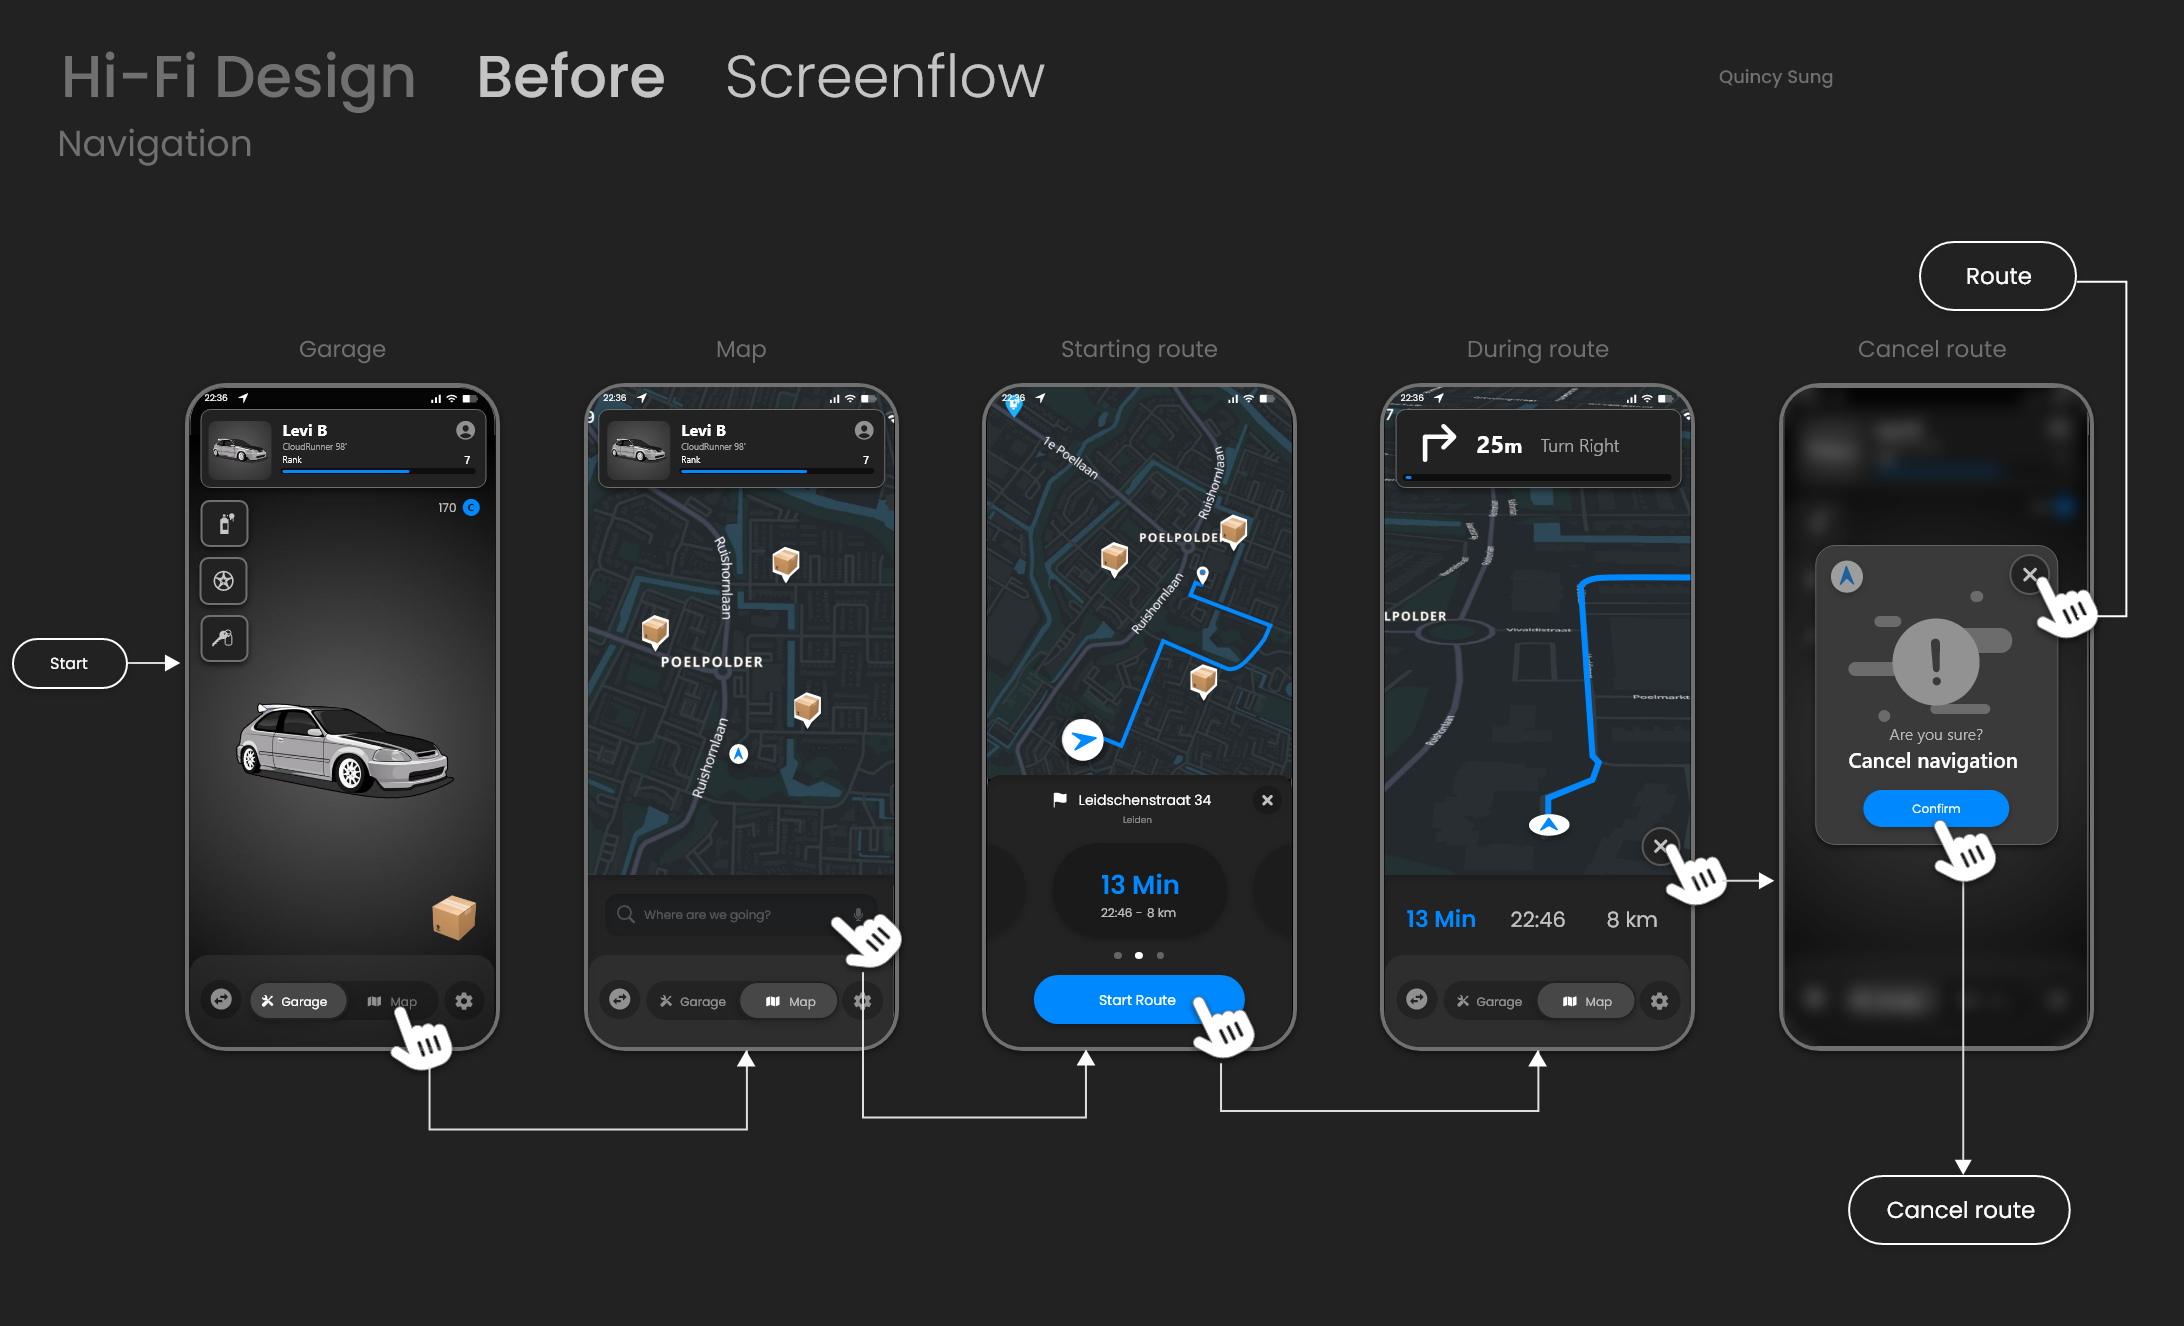 Hi-Fi Design Before Screenflow
Quincy Sung
Navigation
Start
Garage
22:36
Levi B
CloudRunner 98'
Rank 7
170 C
Garage Map
Map
22:36
9
Levi B
CloudRunner 98'
Rank 7
Ruishornlaan
POELPOLDER
Ruishornlaan
Where are we going?
Garage Map
Starting route
22:36
1e Poellaan
Ruishornlaan
POELPOLDER
Ruishornlaan
Leidschenstraat 34
Leiden
13 Min
22:46 - 8 km
Start Route
During route
22:36
7
25m Turn Right
LPOLDER
Vivaldistraat
Poelmarkt
13 Min 22:46 8 km
Garage Map
Cancel route
Route
Are you sure?
Cancel navigation
Confirm
Cancel route